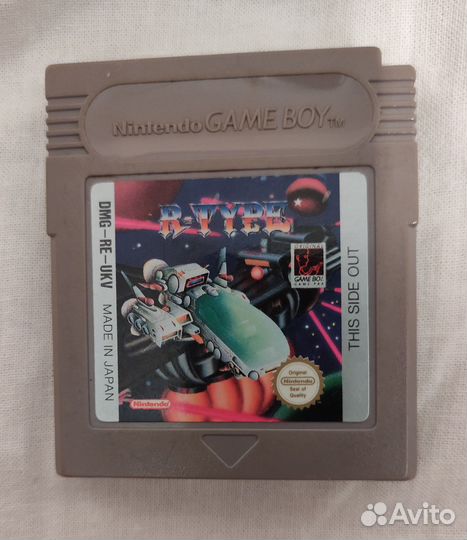 Nintendo GAME BOY TM
R-TYPE
DMG-RE-UKV
MADE IN JAPAN
ORIGINAL
GAME BOY
GAME PAK
THIS SIDE OUT
Original
Nintendo
Seal of
Quality
Nintendo
Avito